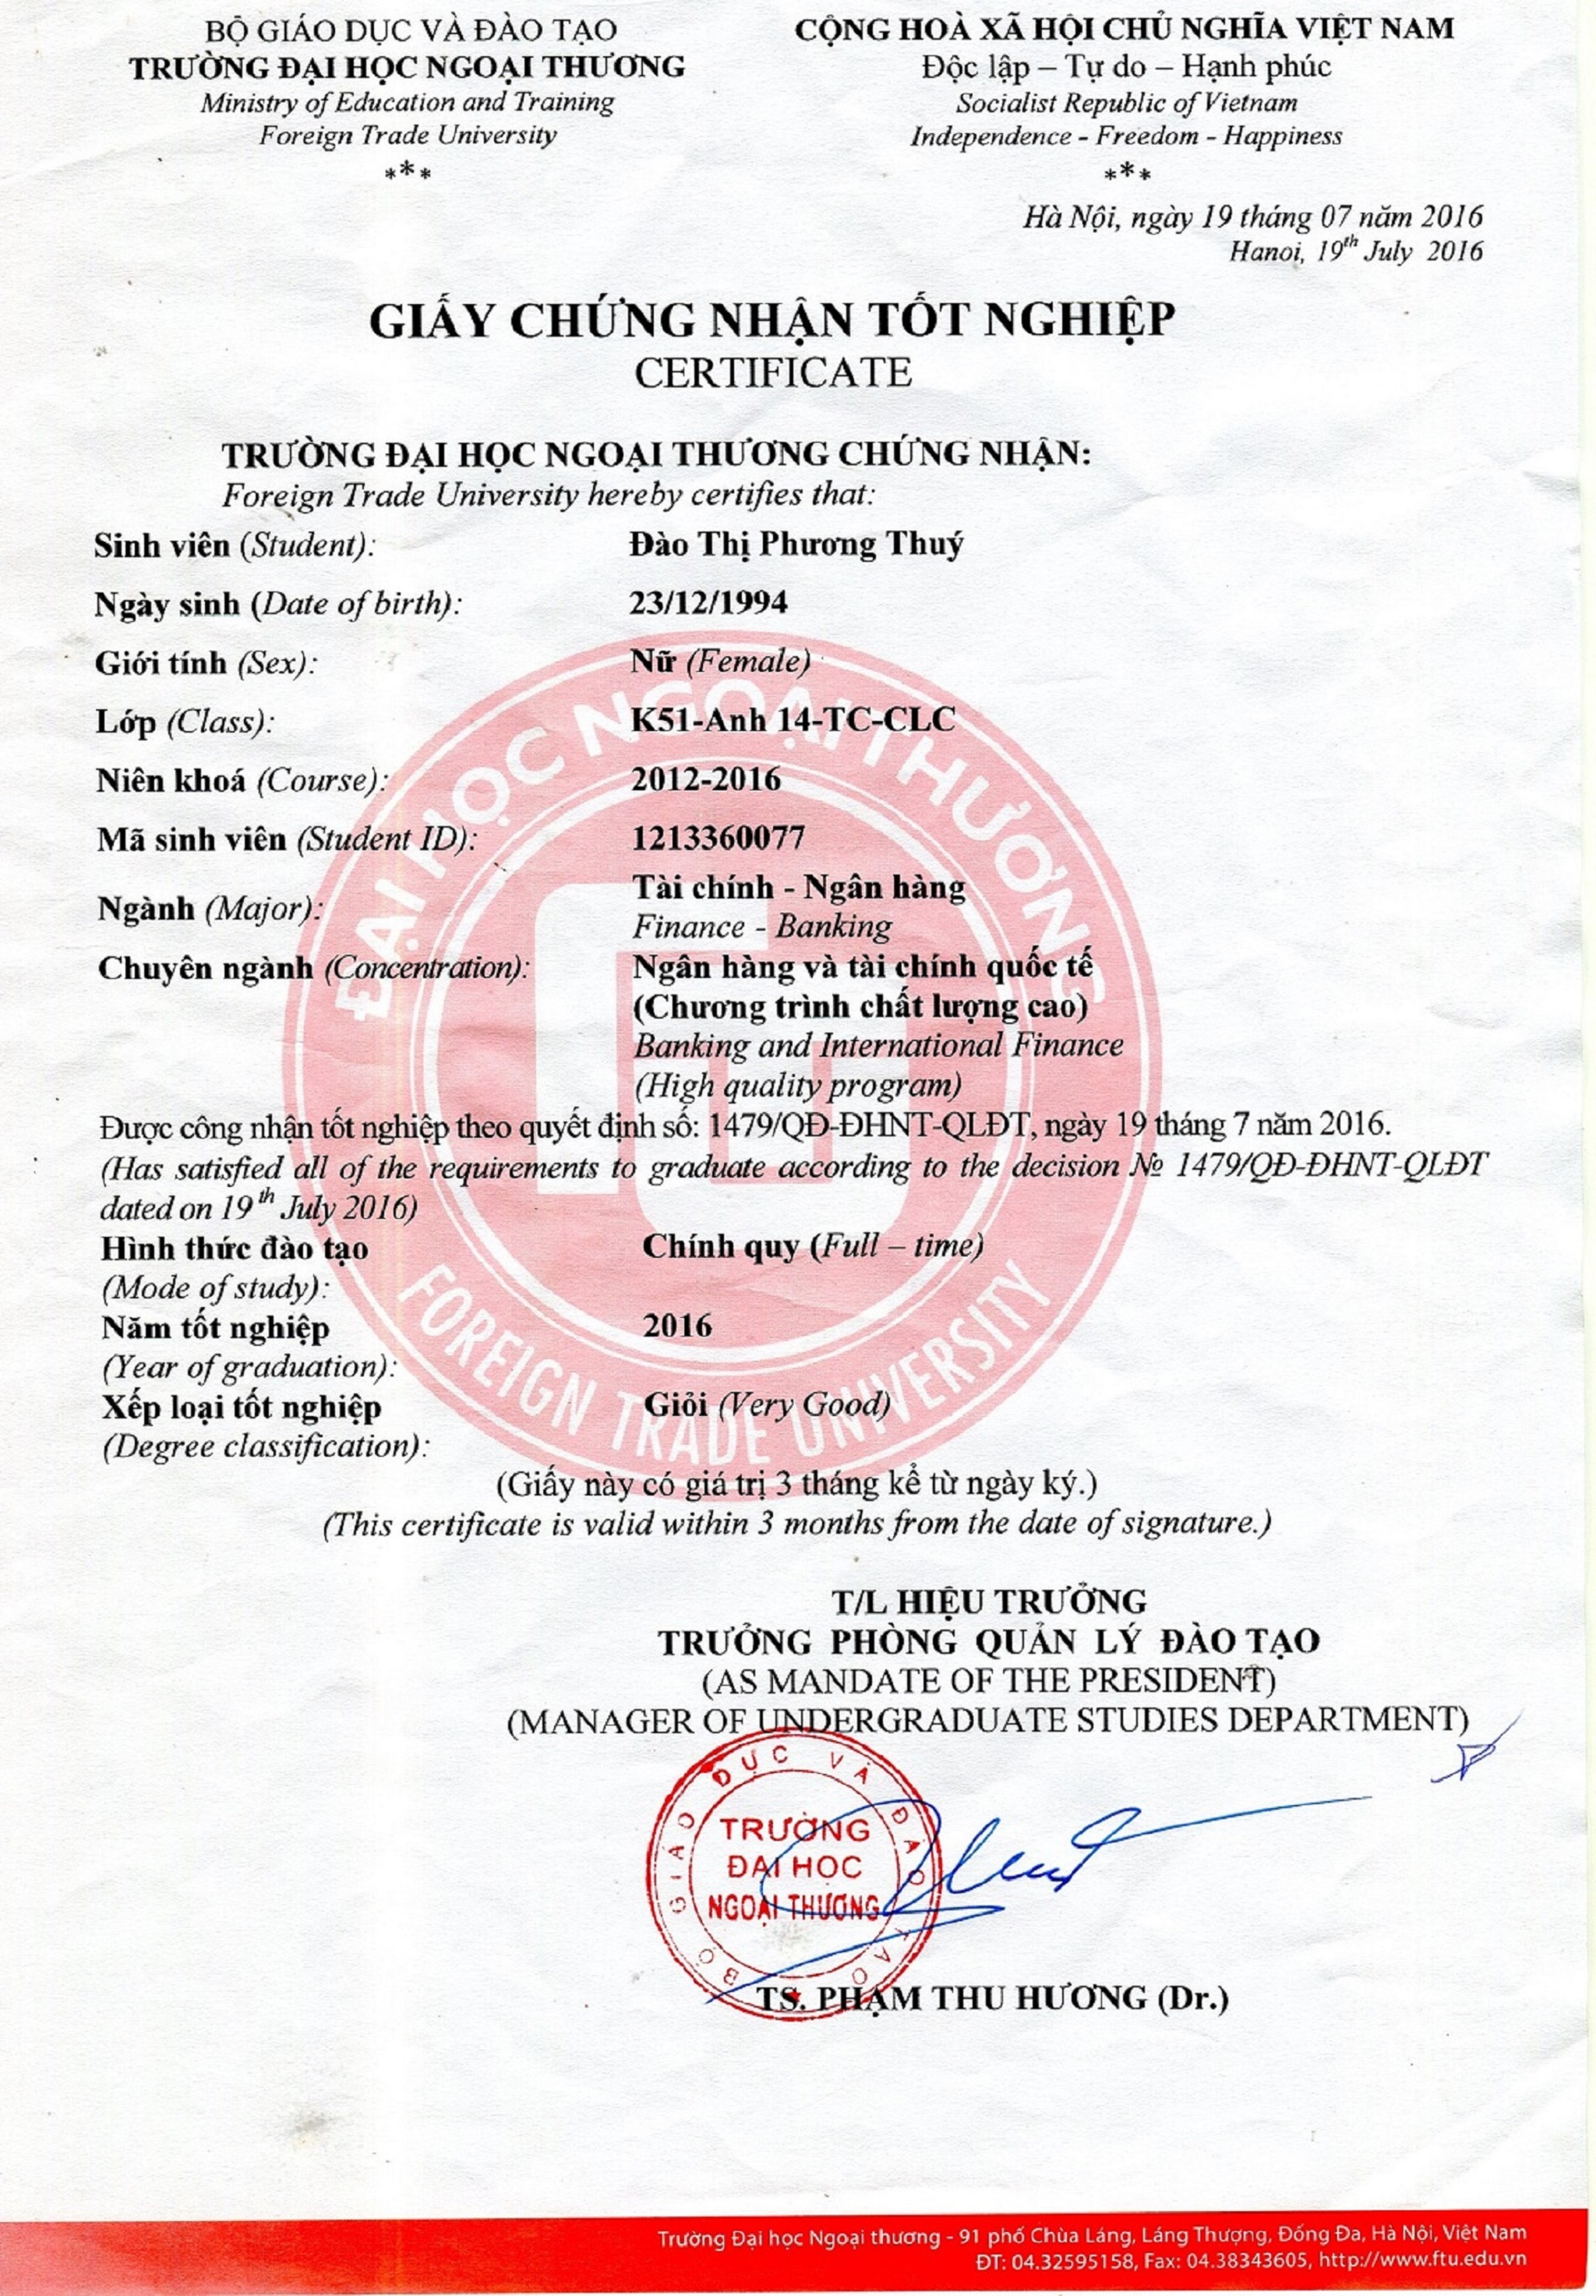 BỘ GIÁO DỤC VÀ ĐÀO TẠO
TRƯỜNG ĐẠI HỌC NGOẠI THƯƠNG
Ministry of Education and Training
Foreign Trade University
***
CỘNG HOÀ XÃ HỘI CHỦ NGHĨA VIỆT NAM
Độc lập – Tự do – Hạnh phúc
Socialist Republic of Vietnam
Independence - Freedom - Happiness
***
Hà Nội, ngày 19 tháng 07 năm 2016
Hanoi, 19th July 2016
GIẤY CHỨNG NHẬN TỐT NGHIỆP
CERTIFICATE
TRƯỜNG ĐẠI HỌC NGOẠI THƯƠNG CHỨNG NHẬN:
Foreign Trade University hereby certifies that:
Sinh viên (Student): Đào Thị Phương Thuý
Ngày sinh (Date of birth): 23/12/1994
Giới tính (Sex): Nữ (Female)
Lớp (Class): K51-Anh 14-TC-CLC
Niên khoá (Course): 2012-2016
Mã sinh viên (Student ID): 1213360077
Ngành (Major): Tài chính - Ngân hàng
Finance - Banking
Chuyên ngành (Concentration): Ngân hàng và tài chính quốc tế
(Chương trình chất lượng cao)
Banking and International Finance
(High quality program)
Được công nhận tốt nghiệp theo quyết định số: 1479/QĐ-ĐHNT-QLĐT, ngày 19 tháng 7 năm 2016.
(Has satisfied all of the requirements to graduate according to the decision № 1479/QĐ-ĐHNT-QLĐT
dated on 19th July 2016)
Hình thức đào tạo Chính quy (Full – time)
(Mode of study):
Năm tốt nghiệp 2016
(Year of graduation):
Xếp loại tốt nghiệp Giỏi (Very Good)
(Degree classification):
(Giấy này có giá trị 3 tháng kể từ ngày ký.)
(This certificate is valid within 3 months from the date of signature.)
ĐẠI HỌC NGOẠI THƯƠNG
FOREIGN TRADE UNIVERSITY
T/L HIỆU TRƯỞNG
TRƯỞNG PHÒNG QUẢN LÝ ĐÀO TẠO
(AS MANDATE OF THE PRESIDENT)
(MANAGER OF UNDERGRADUATE STUDIES DEPARTMENT)
BỘ GIÁO DỤC VÀ ĐÀO TẠO
TRƯỜNG
ĐẠI HỌC
NGOẠI THƯƠNG
TS. PHẠM THU HƯƠNG (Dr.)
Trường Đại học Ngoại thương - 91 phố Chùa Láng, Láng Thượng, Đống Đa, Hà Nội, Việt Nam
ĐT: 04.32595158, Fax: 04.38343605, http://www.ftu.edu.vn